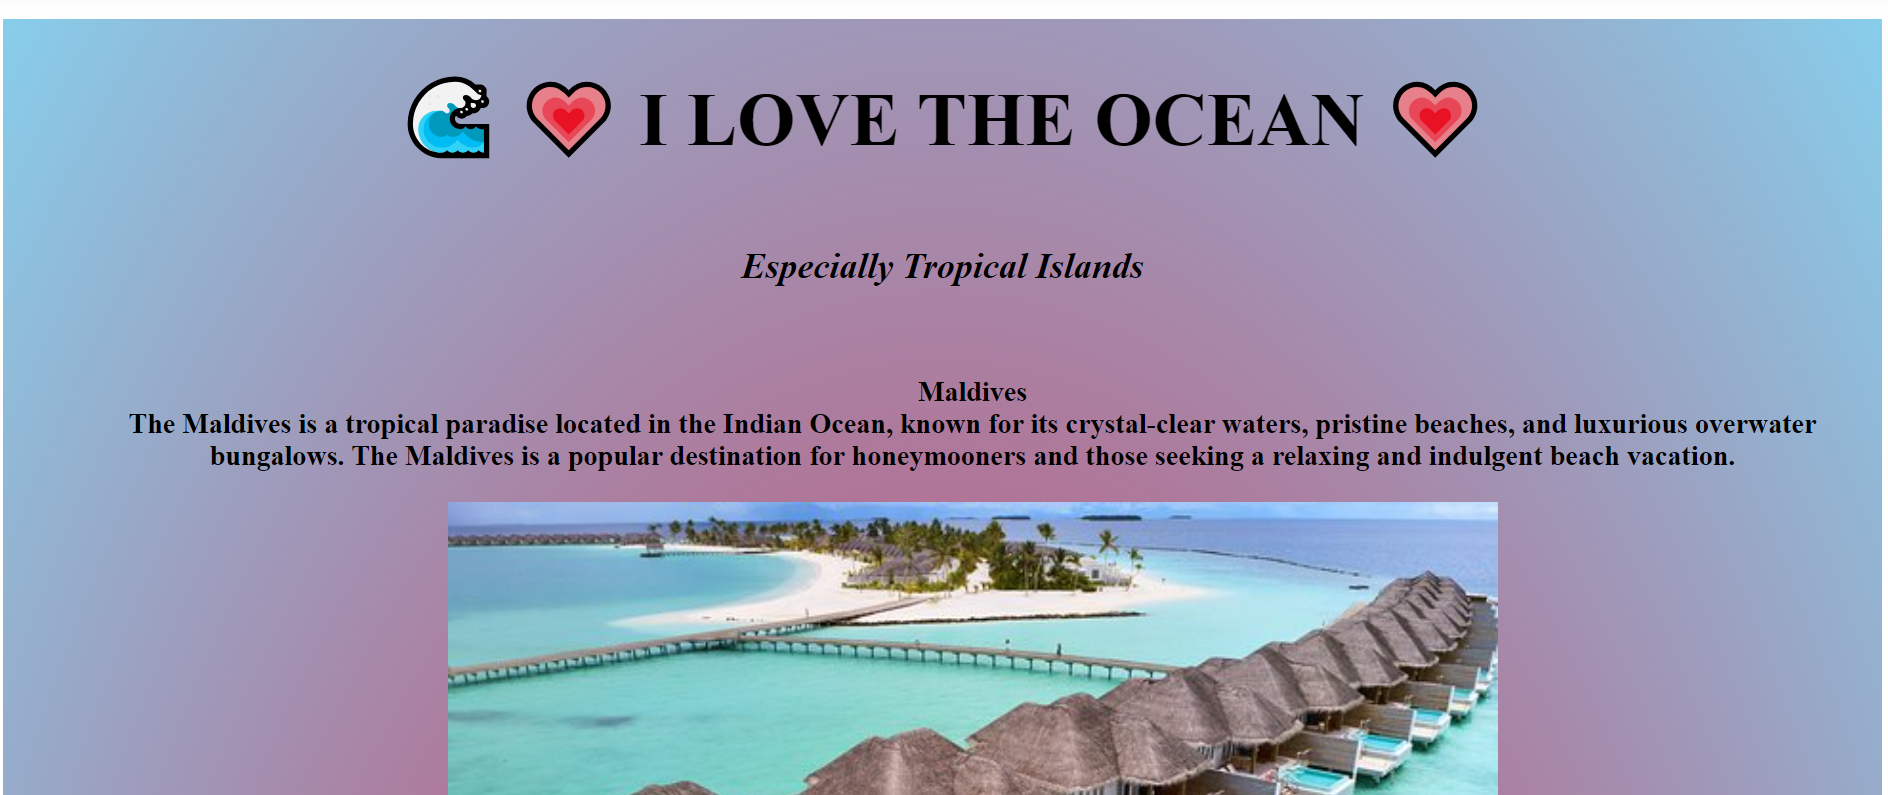 🌊 💗 I LOVE THE OCEAN 💗
Especially Tropical Islands
Maldives
The Maldives is a tropical paradise located in the Indian Ocean, known for its crystal-clear waters, pristine beaches, and luxurious overwater
bungalows. The Maldives is a popular destination for honeymooners and those seeking a relaxing and indulgent beach vacation.